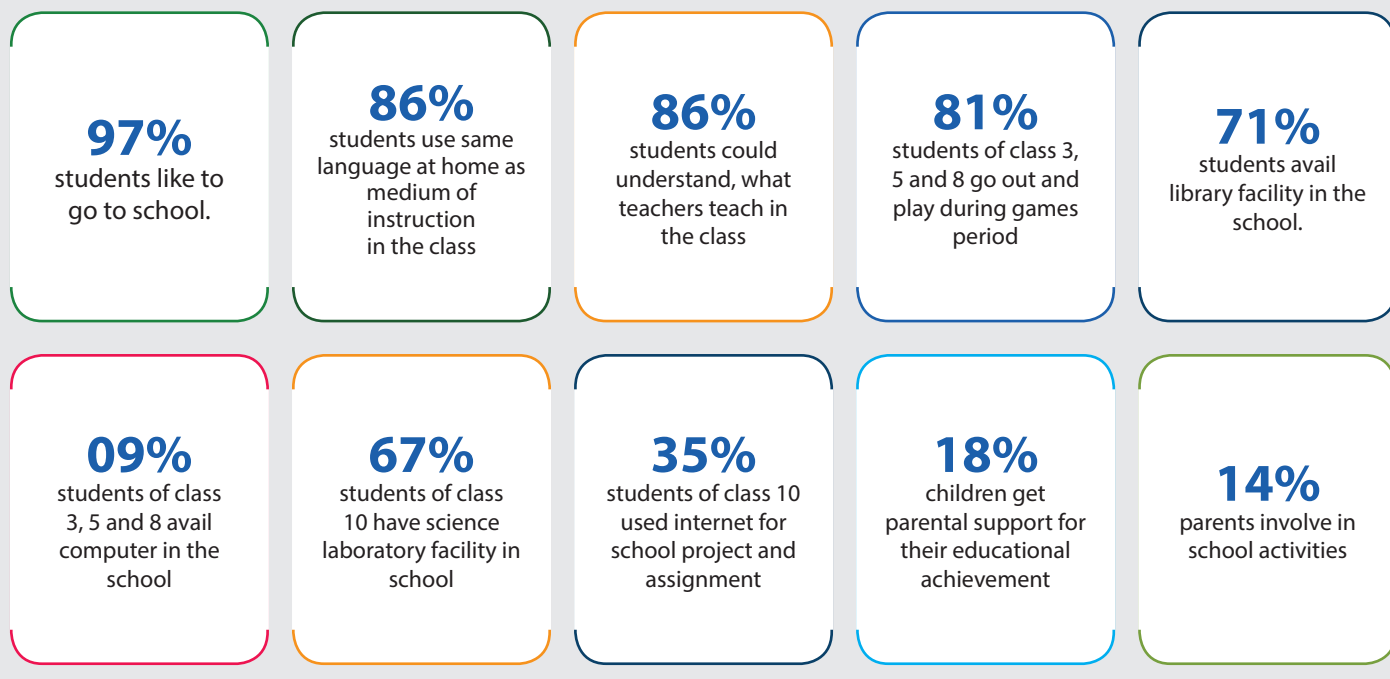 97%
students like to
go to school.
86%
students use same
language at home as
medium of
instruction
in the class
86%
students could
understand, what
teachers teach in
the class
81%
students of class 3,
5 and 8 go out and
play during games
period
71%
students avail
library facility in the
school.
09%
students of class
3, 5 and 8 avail
computer in the
school
67%
students of class
10 have science
laboratory facility in
school
35%
students of class 10
used internet for
school project and
assignment
18%
children get
parental support for
their educational
achievement
14%
parents involve in
school activities